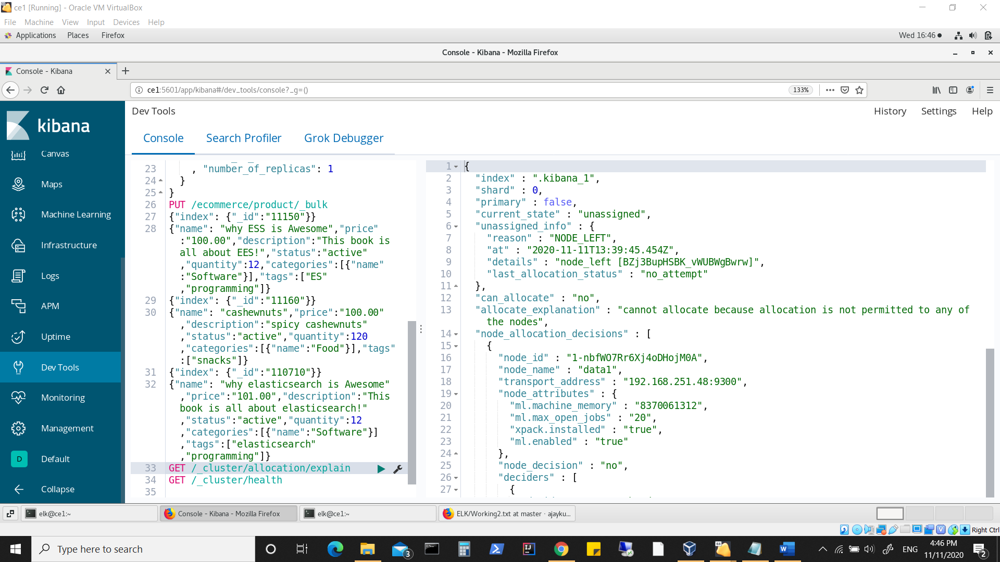 ce1 [Running] - Oracle VM VirtualBox
File Machine View Input Devices Help
Applications Places Firefox Wed 16:46
Console - Kibana - Mozilla Firefox
Console - Kibana
ce1:5601/app/kibana#/dev_tools/console?_g=() 133%
kibana
Canvas
Maps
Machine Learning
Infrastructure
Logs
APM
Uptime
Dev Tools
Monitoring
Management
D Default
Collapse
Dev Tools
History Settings Help
Console Search Profiler Grok Debugger
23 , "number_of_replicas": 1
24 }
25 }
26 PUT /ecommerce/product/_bulk
27 {"index": {"_id":"11150"}}
28 {"name": "why ESS is Awesome","price"
:"100.00","description":"This book is
all about EES!","status":"active"
,"quantity":12,"categories":[{"name"
:"Software"}],"tags":["ES"
,"programming"]}
29 {"index": {"_id":"11160"}}
30 {"name": "cashewnuts","price":"100.00"
,"description":"spicy cashewnuts"
,"status":"active","quantity":120
,"categories":[{"name":"Food"}],"tags"
:["snacks"]}
31 {"index": {"_id":"110710"}}
32 {"name": "why elasticsearch is Awesome"
,"price":"101.00","description":"This
book is all about elasticsearch!"
,"status":"active","quantity":12
,"categories":[{"name":"Software"}]
,"tags":["elasticsearch"
,"programming"]}
33 GET /_cluster/allocation/explain
34 GET /_cluster/health
35
1 {
2 "index" : ".kibana_1",
3 "shard" : 0,
4 "primary" : false,
5 "current_state" : "unassigned",
6 "unassigned_info" : {
7 "reason" : "NODE_LEFT",
8 "at" : "2020-11-11T13:39:45.454Z",
9 "details" : "node_left [BZj3BupHSBK_vWUBWgBwrw]",
10 "last_allocation_status" : "no_attempt"
11 },
12 "can_allocate" : "no",
13 "allocate_explanation" : "cannot allocate because allocation is not permitted to any of
the nodes",
14 "node_allocation_decisions" : [
15 {
16 "node_id" : "1-nbfWO7Rr6Xj4oDHojM0A",
17 "node_name" : "data1",
18 "transport_address" : "192.168.251.48:9300",
19 "node_attributes" : {
20 "ml.machine_memory" : "8370061312",
21 "ml.max_open_jobs" : "20",
22 "xpack.installed" : "true",
23 "ml.enabled" : "true"
24 },
25 "node_decision" : "no",
26 "deciders" : [
27 {
elk@ce1:~
Console - Kibana - Mozilla Firefox
elk@ce1:~
ELK/Working2.txt at master · ajayku...
Right Ctrl
Type here to search
3
ENG
4:46 PM
11/11/2020
2